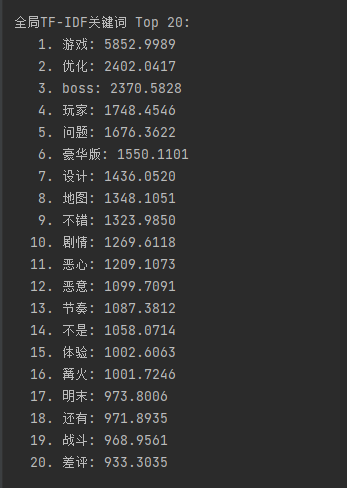 全局TF-IDF关键词 Top 20:
1. 游戏: 5852.9989
2. 优化: 2402.0417
3. boss: 2370.5828
4. 玩家: 1748.4546
5. 问题: 1676.3622
6. 豪华版: 1550.1101
7. 设计: 1436.0520
8. 地图: 1348.1051
9. 不错: 1323.9850
10. 剧情: 1269.6118
11. 恶心: 1209.1073
12. 恶意: 1099.7091
13. 节奏: 1087.3812
14. 不是: 1058.0714
15. 体验: 1002.6063
16. 篝火: 1001.7246
17. 明末: 973.8006
18. 还有: 971.8935
19. 战斗: 968.9561
20. 差评: 933.3035